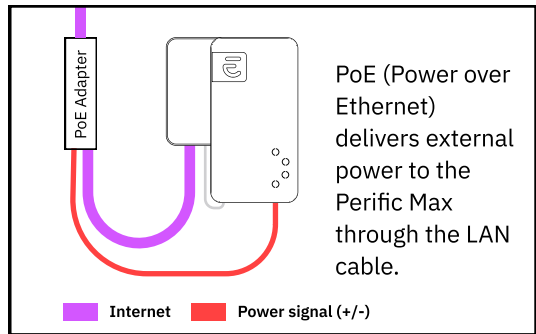 PoE Adapter
PoE (Power over
Ethernet)
delivers external
power to the
Perific Max
through the LAN
cable.
Internet
Power signal (+/-)